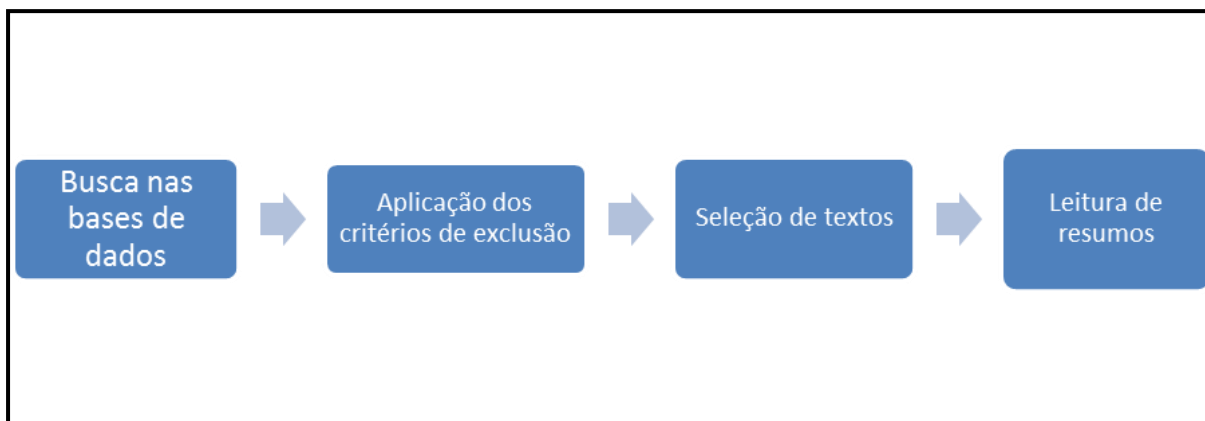 Busca nas
bases de
dados
Aplicação dos
critérios de exclusão
Seleção de textos
Leitura de
resumos